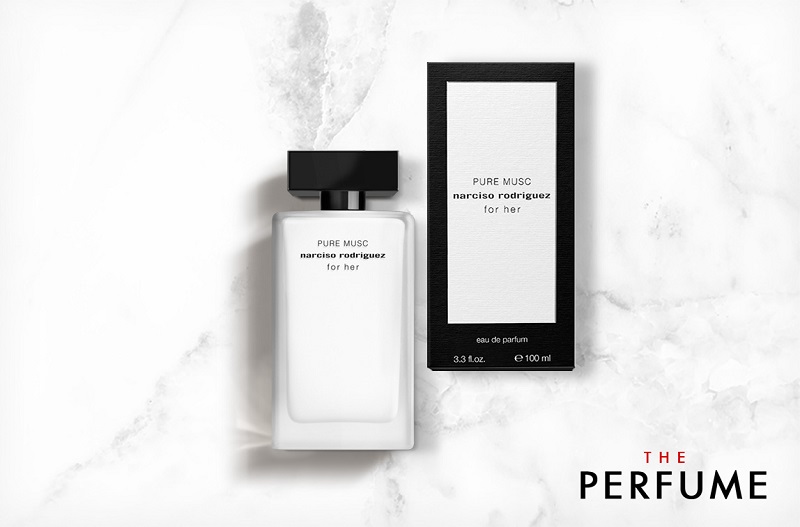 PURE MUSC
narciso rodriguez
for her
PURE MUSC
narciso rodriguez
for her
eau de parfum
3.3 fl.oz. ℮ 100 ml
THE
PERFUME